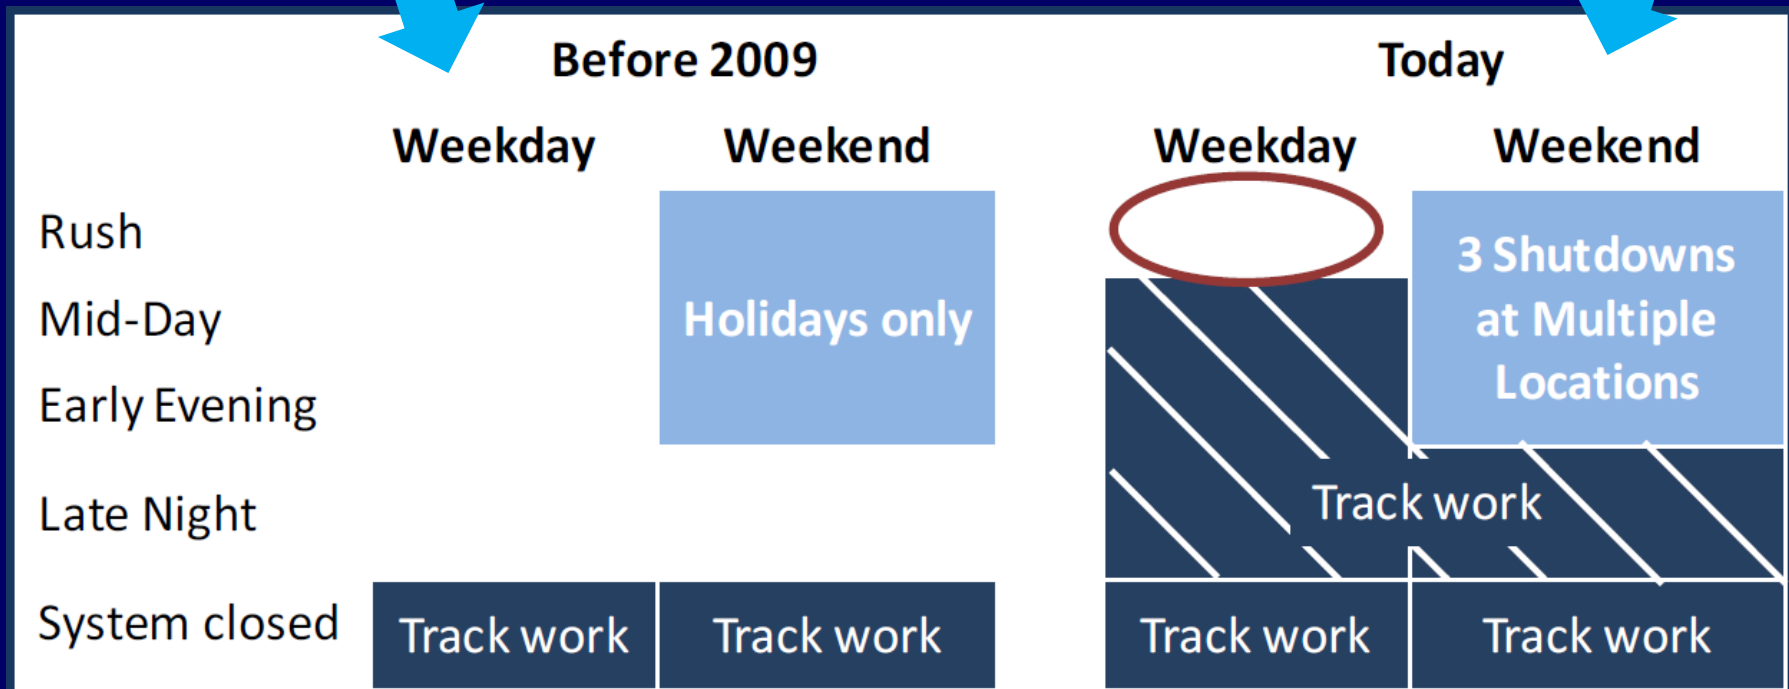 Before 2009 Today
Weekday Weekend Weekday Weekend
Rush
Mid-Day
Early Evening
Late Night
System closed
Holidays only
3 Shutdowns
at Multiple
Locations
Track work
Track work Track work Track work Track work